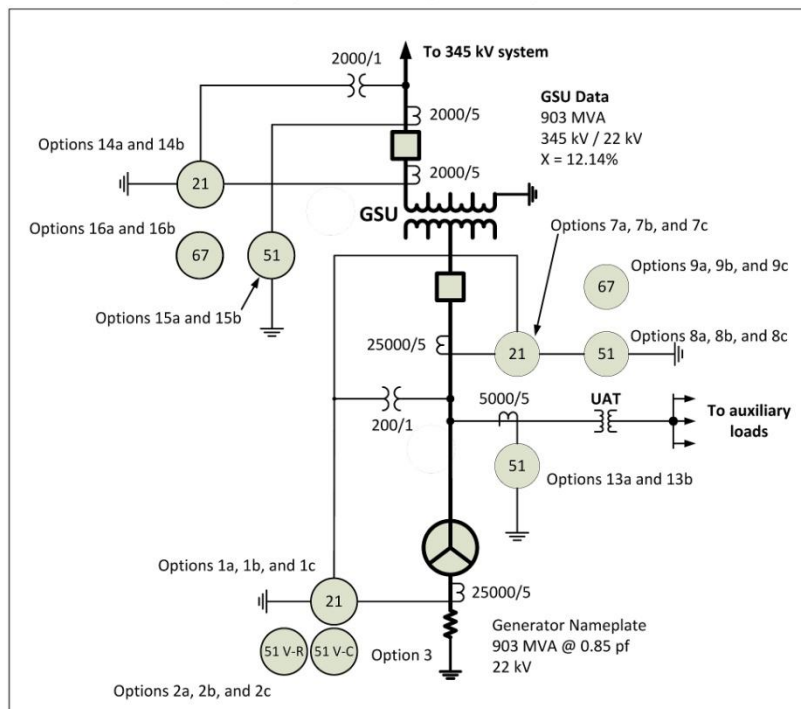 To 345 kV system
2000/1
GSU Data
903 MVA
345 kV / 22 kV
X = 12.14%
2000/5
Options 14a and 14b
21
2000/5
GSU
Options 16a and 16b
67
51
Options 15a and 15b
Options 7a, 7b, and 7c
Options 9a, 9b, and 9c
67
25000/5
21
51
Options 8a, 8b, and 8c
200/1
5000/5
UAT
To auxiliary
loads
51
Options 13a and 13b
Options 1a, 1b, and 1c
21
25000/5
51 V-R
51 V-C
Option 3
Generator Nameplate
903 MVA @ 0.85 pf
22 kV
Options 2a, 2b, and 2c